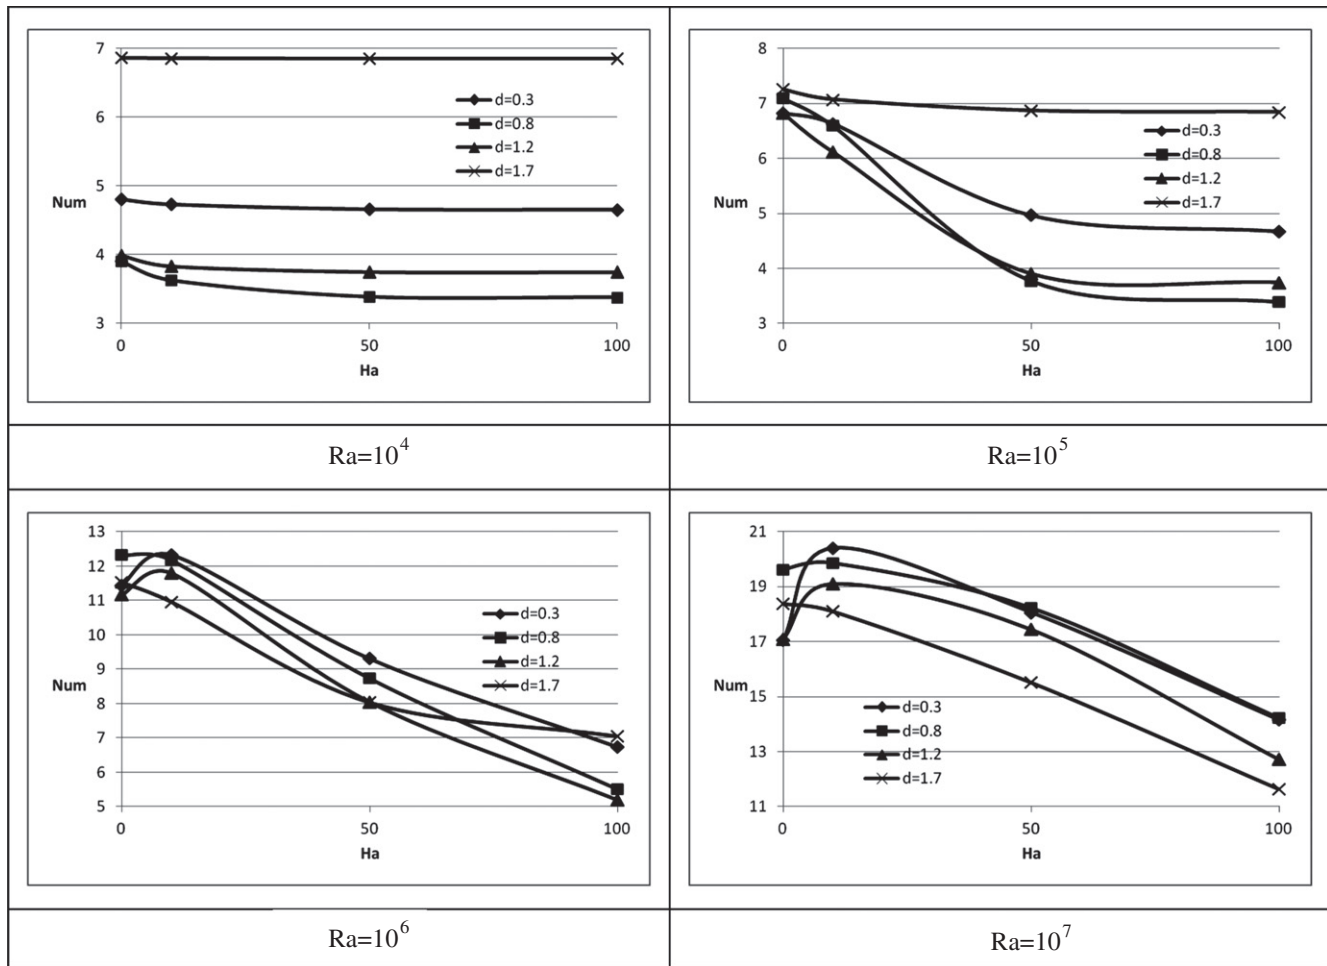 7
6
5
4
3
Num
d=0.3
d=0.8
d=1.2
d=1.7
0
50
100
Ha
8
7
6
5
4
3
Num
d=0.3
d=0.8
d=1.2
d=1.7
0
50
100
Ha
Ra=10^4
Ra=10^5
13
12
11
10
9
8
7
6
5
Num
d=0.3
d=0.8
d=1.2
d=1.7
0
50
100
Ha
21
19
17
15
13
11
Num
d=0.3
d=0.8
d=1.2
d=1.7
0
50
100
Ha
Ra=10^6
Ra=10^7